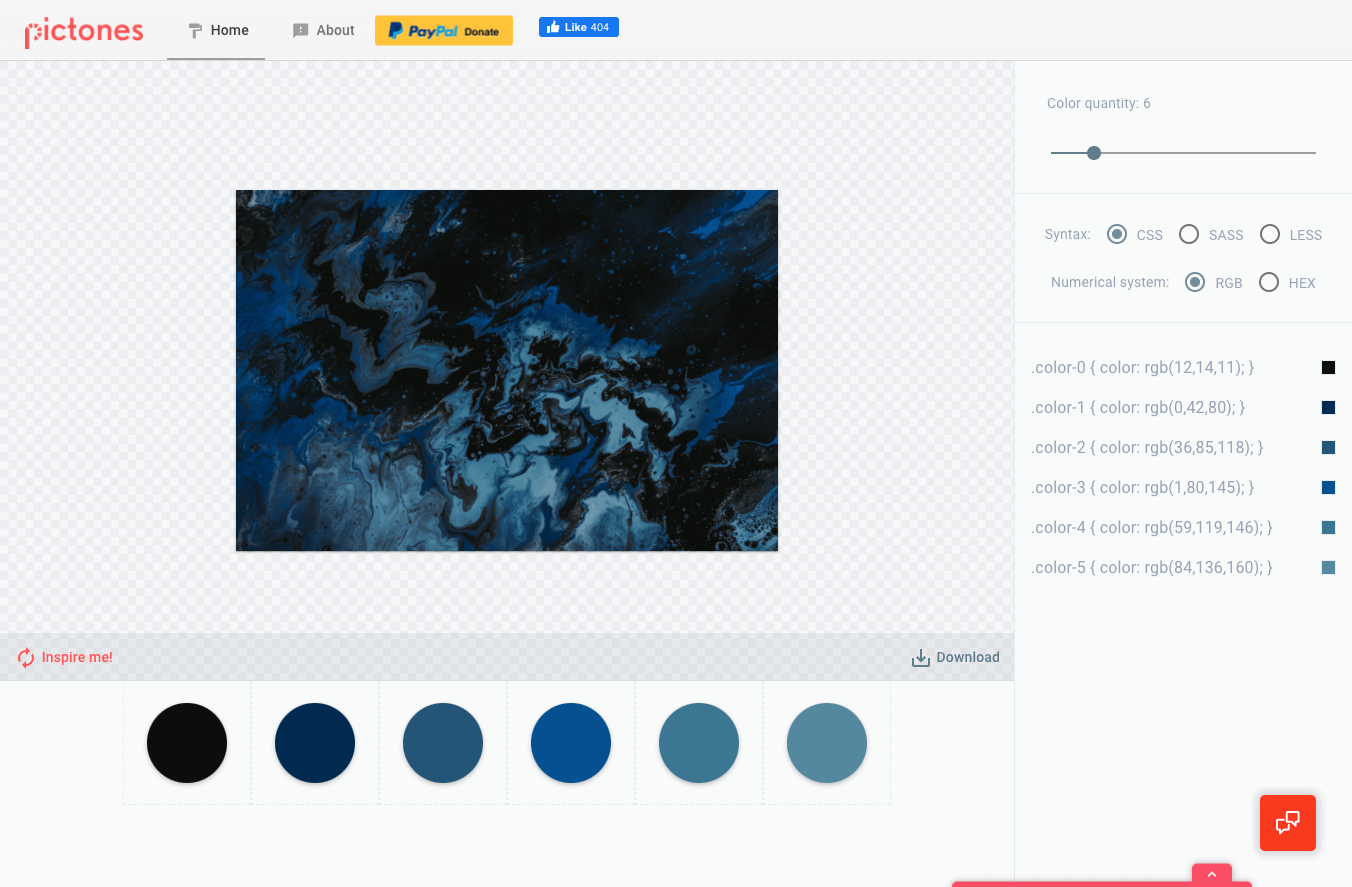 pictones
Home
About
PayPal Donate
Like 404
Color quantity: 6
Syntax: CSS SASS LESS
Numerical system: RGB HEX
.color-0 { color: rgb(12,14,11); }
.color-1 { color: rgb(0,42,80); }
.color-2 { color: rgb(36,85,118); }
.color-3 { color: rgb(1,80,145); }
.color-4 { color: rgb(59,119,146); }
.color-5 { color: rgb(84,136,160); }
Inspire me!
Download